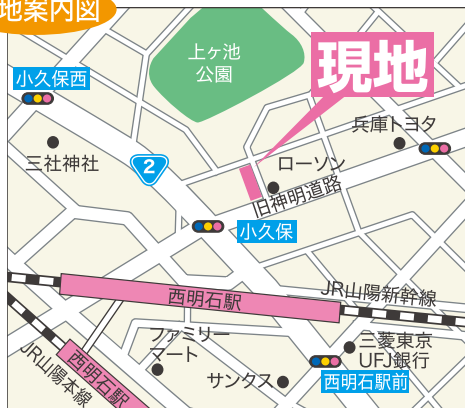 地案内図
上ヶ池
公園
現地
小久保西
兵庫トヨタ
三社神社
2
ローソン
旧神明道路
小久保
JR山陽新幹線
西明石駅
ファミリー
マート
三菱東京
UFJ銀行
JR山陽本線
西明石駅
サンクス
西明石駅前